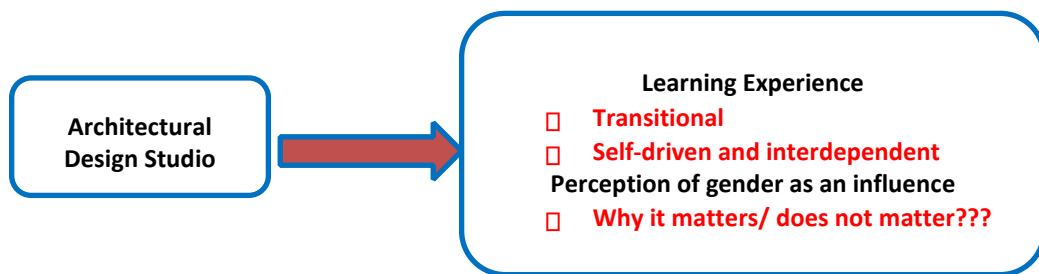 Architectural
Design Studio
Learning Experience
Transitional
Self-driven and interdependent
Perception of gender as an influence
Why it matters/ does not matter???